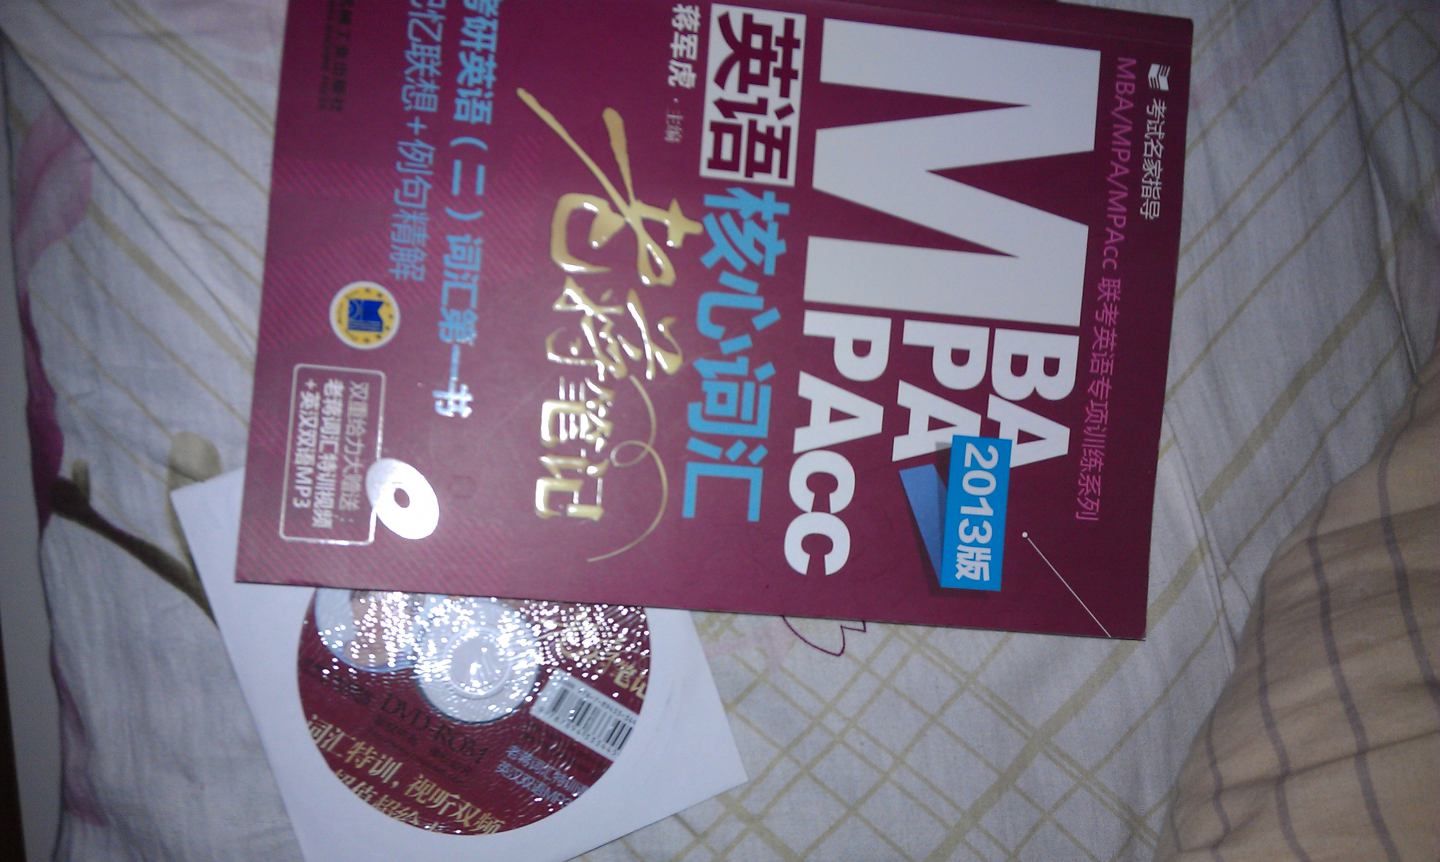 考试名家指导
MBA/MPA/MPAcc 联考英语专项训练系列
MBA
MPA
MPAcc
2013版
英语核心词汇
蒋军虎·主编
老蒋笔记
考研英语(二)词汇第一书
记忆联想+例句精解
双重给力大赠送:
老蒋词汇特训视频
+英汉双语MP3
笔记
DVD-ROM
词汇特训,视听双频